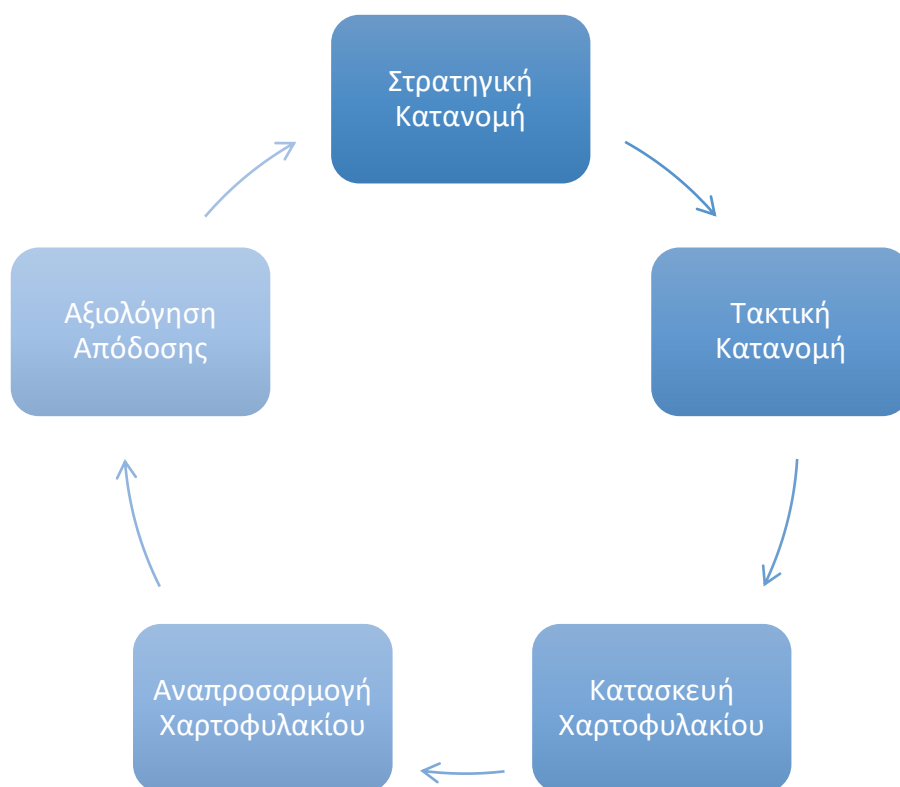 Στρατηγική
Κατανομή
Τακτική
Κατανομή
Κατασκευή
Χαρτοφυλακίου
Αναπροσαρμογή
Χαρτοφυλακίου
Αξιολόγηση
Απόδοσης